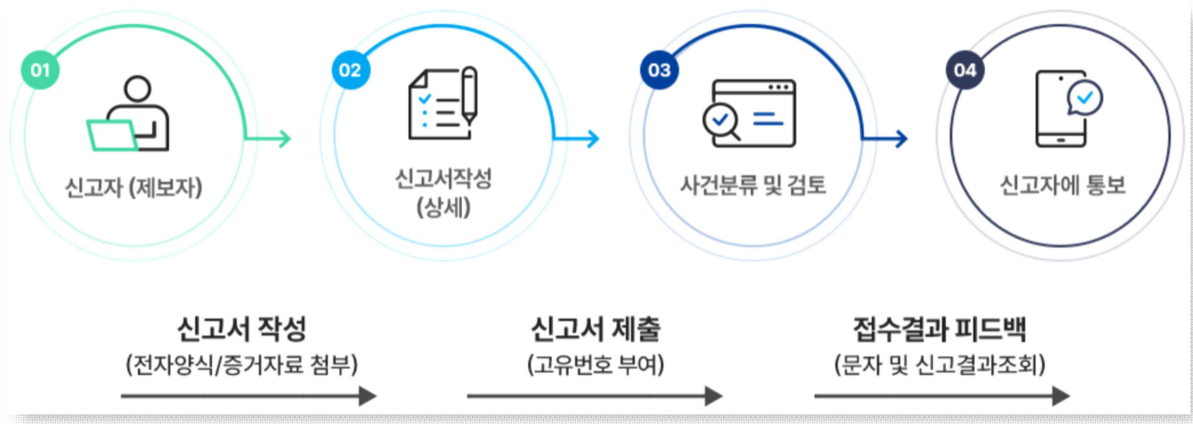 01
신고자 (제보자)
02
신고서작성
(상세)
03
사건분류 및 검토
04
신고자에 통보
신고서 작성
(전자양식/증거자료 첨부)
신고서 제출
(고유번호 부여)
접수결과 피드백
(문자 및 신고결과조회)